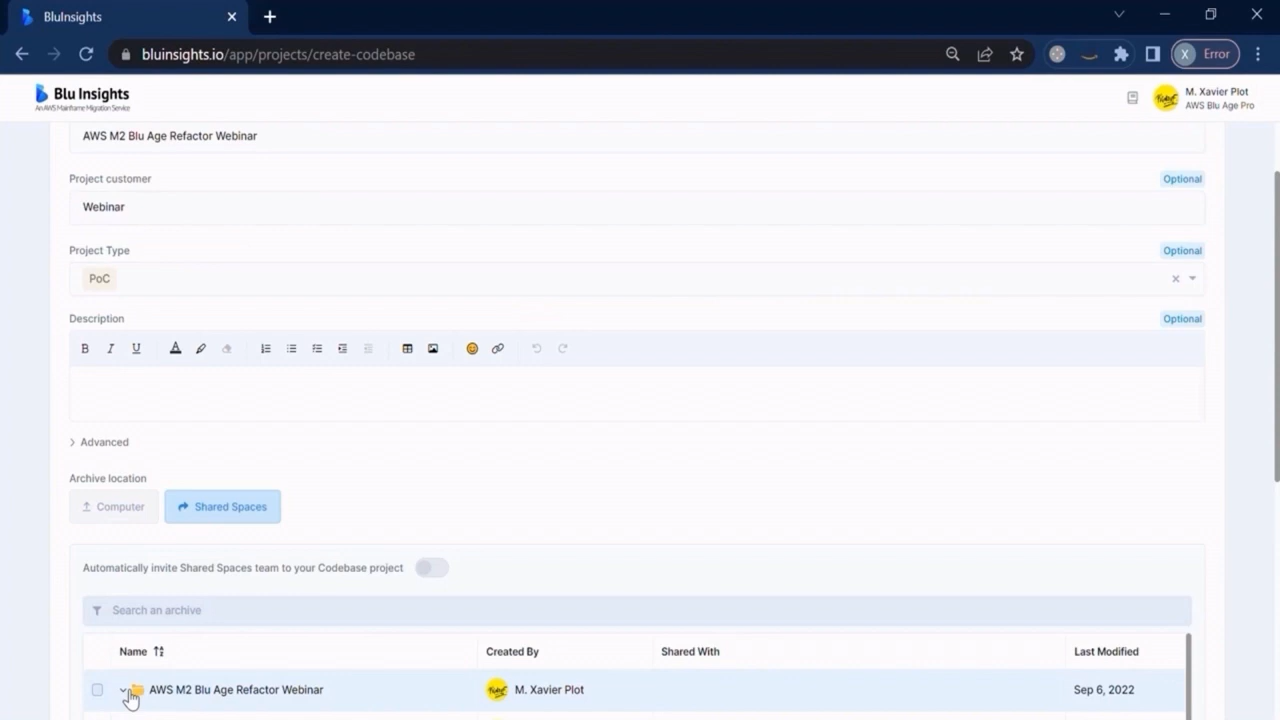 BluInsights
bluinsights.io/app/projects/create-codebase
X Error
Blu Insights
An AWS Mainframe Migration Service
M. Xavier Plot
AWS Blu Age Pro
AWS M2 Blu Age Refactor Webinar
Project customer Optional
Webinar
Project Type Optional
PoC
Description Optional
B I U A
Advanced
Archive location
Computer Shared Spaces
Automatically invite Shared Spaces team to your Codebase project
Search an archive
Name Created By Shared With Last Modified
AWS M2 Blu Age Refactor Webinar M. Xavier Plot Sep 6, 2022